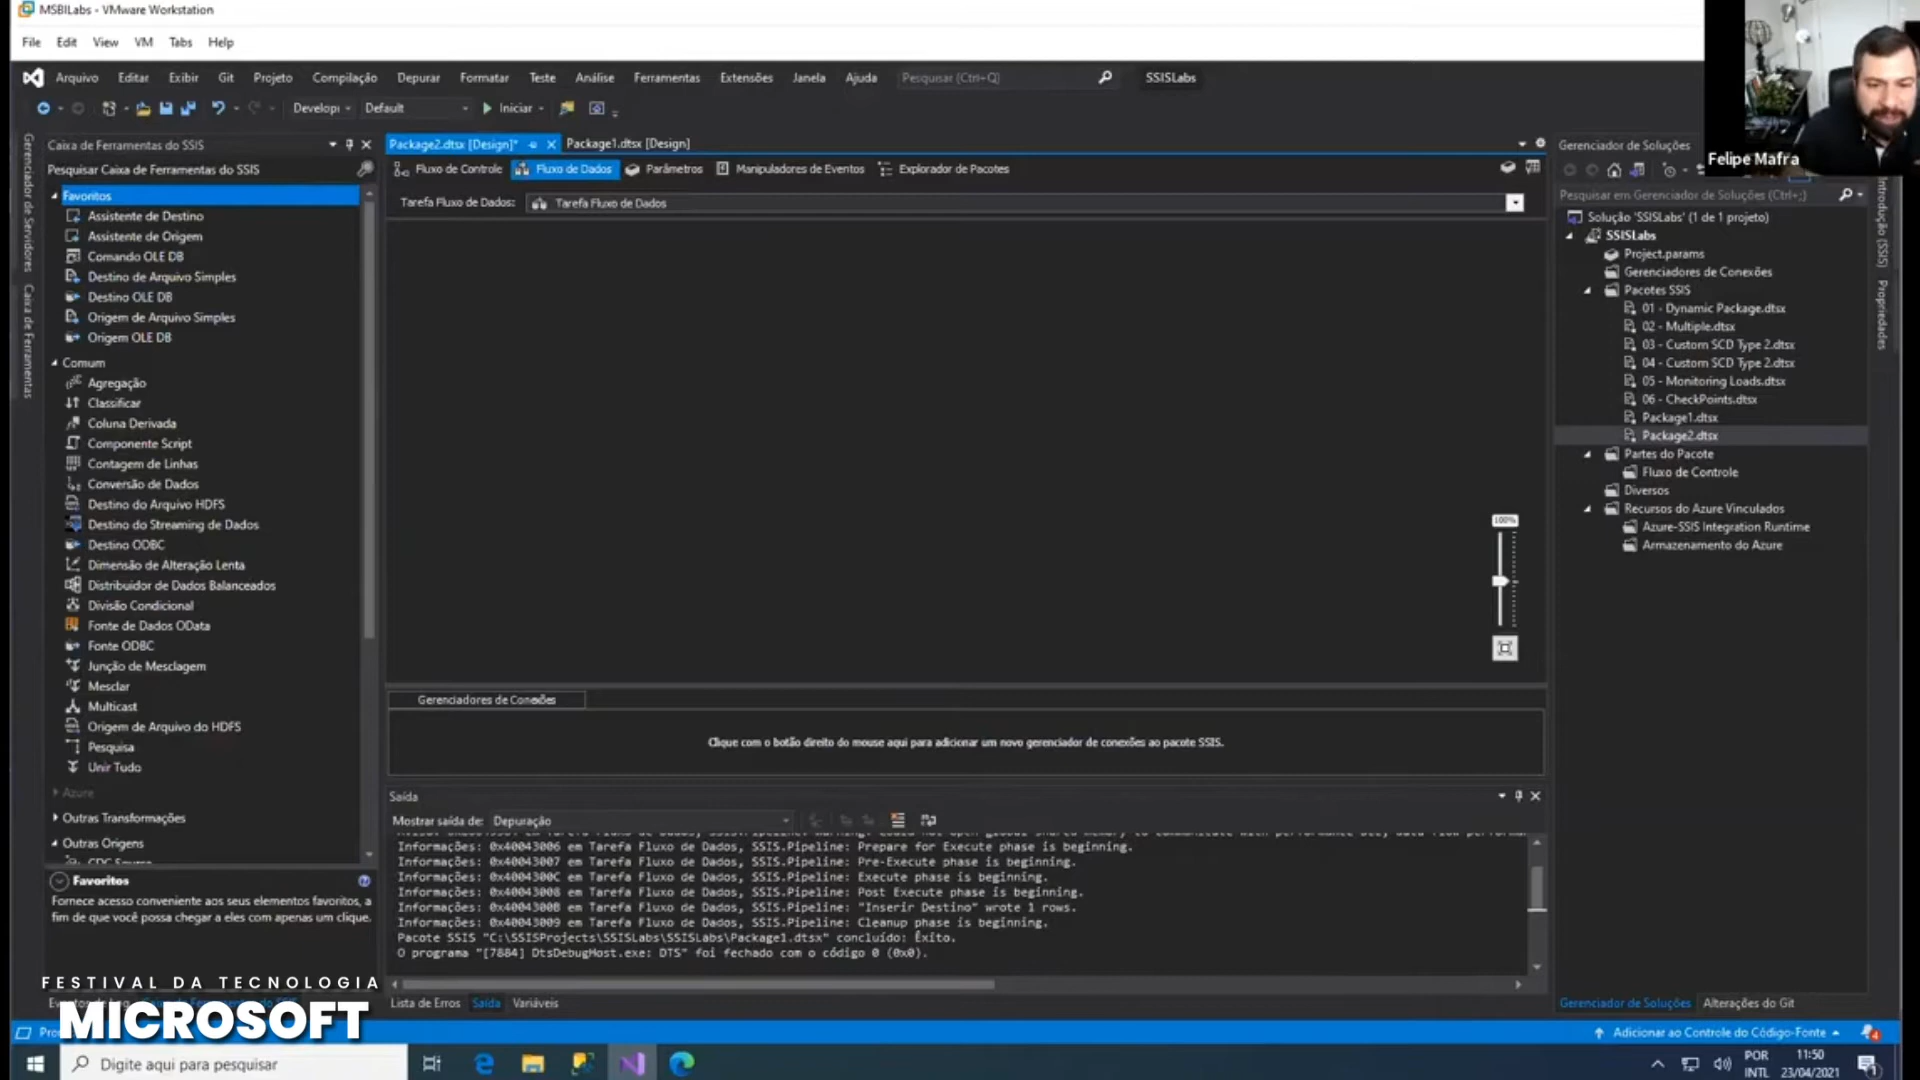 MSBILabs - VMware Workstation
File Edit View VM Tabs Help
Arquivo Editar Exibir Git Projeto Compilação Depurar Formatar Teste Análise Ferramentas Extensões Janela Ajuda Pesquisar (Ctrl+Q) SSISLabs
Developi Default Iniciar
Felipe Mafra
Gerenciador de Servidores
Caixa de Ferramentas
Caixa de Ferramentas do SSIS
Pesquisar Caixa de Ferramentas do SSIS
Favoritos
Assistente de Destino
Assistente de Origem
Comando OLE DB
Destino de Arquivo Simples
Destino OLE DB
Origem de Arquivo Simples
Origem OLE DB
Comum
Agregação
Classificar
Coluna Derivada
Componente Script
Contagem de Linhas
Conversão de Dados
Destino do Arquivo HDFS
Destino do Streaming de Dados
Destino ODBC
Dimensão de Alteração Lenta
Distribuidor de Dados Balanceados
Divisão Condicional
Fonte de Dados OData
Fonte ODBC
Junção de Mesclagem
Mesclar
Multicast
Origem de Arquivo do HDFS
Pesquisa
Unir Tudo
Azure
Outras Transformações
Outras Origens
CDC Source
Favoritos
Fornece acesso conveniente aos seus elementos favoritos, a
fim de que você possa chegar a eles com apenas um clique.
Package2.dtsx [Design]* Package1.dtsx [Design]
Fluxo de Controle Fluxo de Dados Parâmetros Manipuladores de Eventos Explorador de Pacotes
Tarefa Fluxo de Dados: Tarefa Fluxo de Dados
100%
Gerenciadores de Conexões
Clique com o botão direito do mouse aqui para adicionar um novo gerenciador de conexões ao pacote SSIS.
Saída
Mostrar saída de: Depuração
Informações: 0x40043006 em Tarefa Fluxo de Dados, SSIS.Pipeline: Prepare for Execute phase is beginning.
Informações: 0x40043007 em Tarefa Fluxo de Dados, SSIS.Pipeline: Pre-Execute phase is beginning.
Informações: 0x4004300C em Tarefa Fluxo de Dados, SSIS.Pipeline: Execute phase is beginning.
Informações: 0x40043008 em Tarefa Fluxo de Dados, SSIS.Pipeline: Post Execute phase is beginning.
Informações: 0x4004300B em Tarefa Fluxo de Dados, SSIS.Pipeline: "Inserir Destino" wrote 1 rows.
Informações: 0x40043009 em Tarefa Fluxo de Dados, SSIS.Pipeline: Cleanup phase is beginning.
Pacote SSIS "C:\SSISProjects\SSISLabs\SSISLabs\Package1.dtsx" concluído: Êxito.
O programa "[7884] DtsDebugHost.exe: DTS" foi fechado com o código 0 (0x0).
Lista de Erros Saída Variáveis
Gerenciador de Soluções
Pesquisar em Gerenciador de Soluções (Ctrl+;)
Solução 'SSISLabs' (1 de 1 projeto)
SSISLabs
Project.params
Gerenciadores de Conexões
Pacotes SSIS
01 - Dynamic Package.dtsx
02 - Multiple.dtsx
03 - Custom SCD Type 2.dtsx
04 - Custom SCD Type 2.dtsx
05 - Monitoring Loads.dtsx
06 - CheckPoints.dtsx
Package1.dtsx
Package2.dtsx
Partes do Pacote
Fluxo de Controle
Diversos
Recursos do Azure Vinculados
Azure-SSIS Integration Runtime
Armazenamento do Azure
Introdução (SSIS)
Propriedades
Gerenciador de Soluções Alterações do Git
FESTIVAL DA TECNOLOGIA
MICROSOFT
Adicionar ao Controle do Código-Fonte
Digite aqui para pesquisar
POR
INTL
11:50
23/04/2021